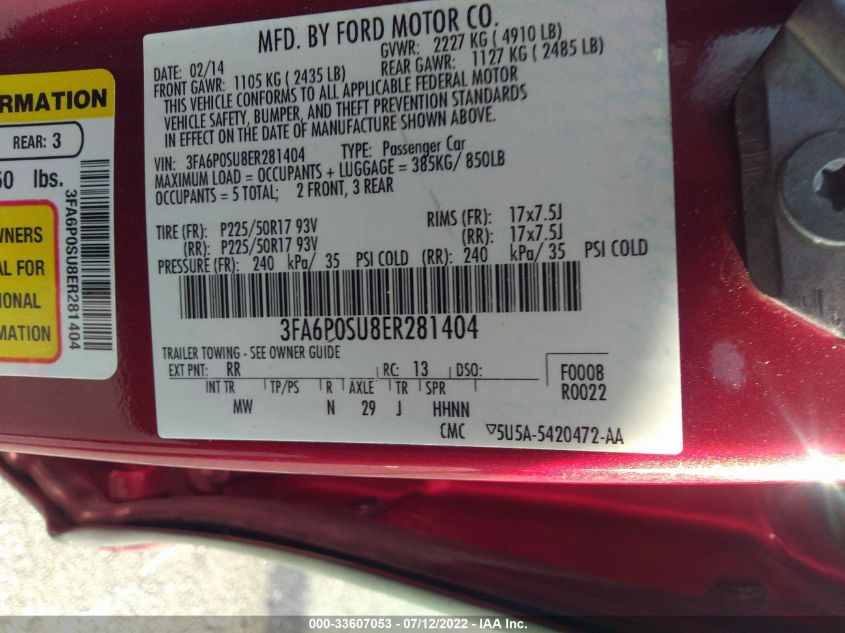 MFD. BY FORD MOTOR CO.
DATE: 02/14 GVWR: 2227 KG ( 4910 LB)
FRONT GAWR: 1105 KG ( 2435 LB) REAR GAWR: 1127 KG ( 2485 LB)
THIS VEHICLE CONFORMS TO ALL APPLICABLE FEDERAL MOTOR
VEHICLE SAFETY, BUMPER, AND THEFT PREVENTION STANDARDS
IN EFFECT ON THE DATE OF MANUFACTURE SHOWN ABOVE.
VIN: 3FA6P0SU8ER281404 TYPE: Passenger Car
MAXIMUM LOAD = OCCUPANTS + LUGGAGE = 385KG/ 850LB
OCCUPANTS = 5 TOTAL; 2 FRONT, 3 REAR
TIRE (FR): P225/50R17 93V RIMS (FR): 17x7.5J
(RR): P225/50R17 93V (RR): 17x7.5J
PRESSURE (FR): 240 kPa/ 35 PSI COLD (RR): 240 kPa/ 35 PSI COLD
3FA6P0SU8ER281404
TRAILER TOWING - SEE OWNER GUIDE
EXT PNT: RR RC: 13 DSO: F0008
INT TR TP/PS R AXLE TR SPR R0022
MW N 29 J HHNN
CMC 5U5A-5420472-AA
RMATION
REAR: 3
50 lbs.
WNERS
AL FOR
IONAL
MATION
3FA6P0SU8ER281404
000-33607053 - 07/12/2022 - IAA Inc.